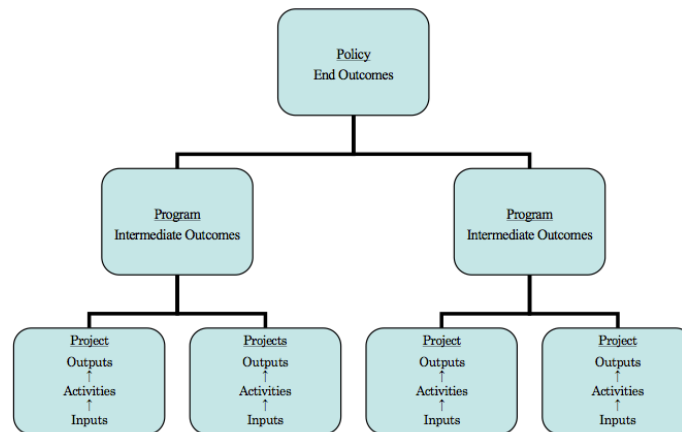 Policy
End Outcomes
Program
Intermediate Outcomes
Program
Intermediate Outcomes
Project
Outputs
↑
Activities
↑
Inputs
Projects
Outputs
↑
Activities
↑
Inputs
Project
Outputs
↑
Activities
↑
Inputs
Project
Outputs
↑
Activities
↑
Inputs